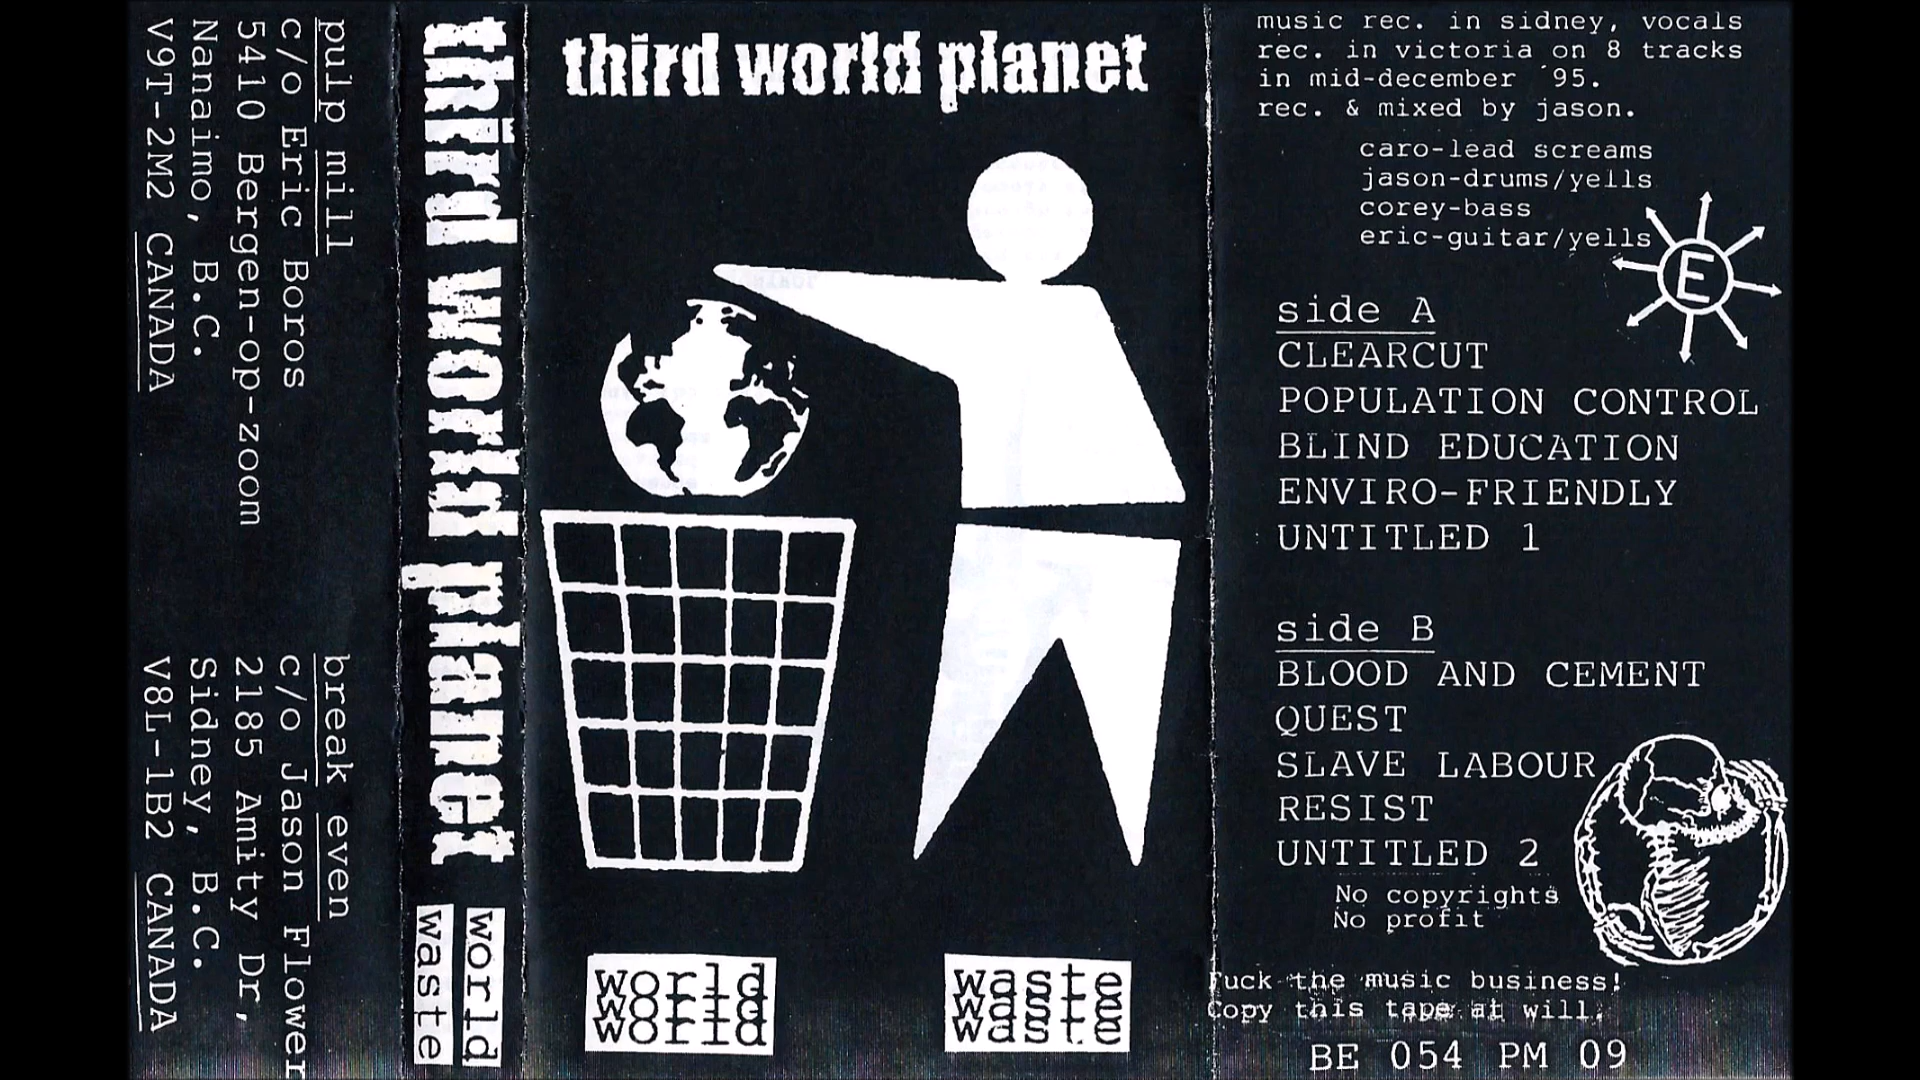 pulp mill
c/o Eric Boros
5410 Bergen-op-zoom
Nanaimo, B.C.
V9T-2M2 CANADA
break even
c/o Jason Flower
2185 Amity Dr,
Sidney, B.C.
V8L-1B2 CANADA
third world planet
world
waste
third world planet
world
world
world
waste
waste
waste
music rec. in sidney, vocals
rec. in victoria on 8 tracks
in mid-december '95.
rec. & mixed by jason.
caro-lead screams
jason-drums/yells
corey-bass
eric-guitar/yells
E
side A
CLEARCUT
POPULATION CONTROL
BLIND EDUCATION
ENVIRO-FRIENDLY
UNTITLED 1
side B
BLOOD AND CEMENT
QUEST
SLAVE LABOUR
RESIST
UNTITLED 2
No copyrights
No profit
Fuck the music business!
Copy this tape at will.
BE 054 PM 09